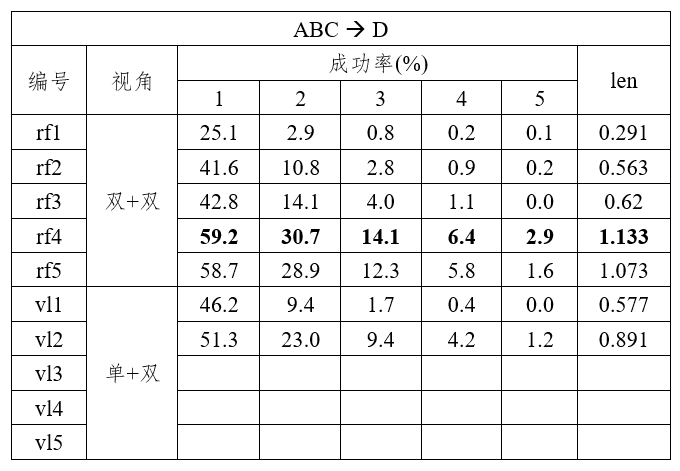 ABC → D
编号 视角 成功率(%) len
1 2 3 4 5
rf1 双+双 25.1 2.9 0.8 0.2 0.1 0.291
rf2 41.6 10.8 2.8 0.9 0.2 0.563
rf3 42.8 14.1 4.0 1.1 0.0 0.62
rf4 59.2 30.7 14.1 6.4 2.9 1.133
rf5 58.7 28.9 12.3 5.8 1.6 1.073
vl1 单+双 46.2 9.4 1.7 0.4 0.0 0.577
vl2 51.3 23.0 9.4 4.2 1.2 0.891
vl3
vl4
vl5